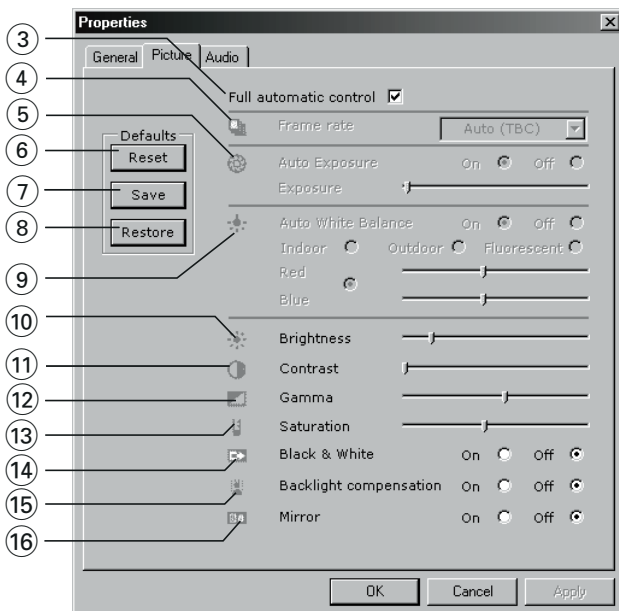 Properties
General Picture Audio
3
Full automatic control
4
Frame rate Auto (TBC)
5
Auto Exposure On Off
Exposure
Defaults
6
Reset
7
Save
8
Restore
9
Auto White Balance On Off
Indoor Outdoor Fluorescent
Red
Blue
10
Brightness
11
Contrast
12
Gamma
13
Saturation
14
Black & White On Off
15
Backlight compensation On Off
16
Mirror On Off
OK Cancel Apply